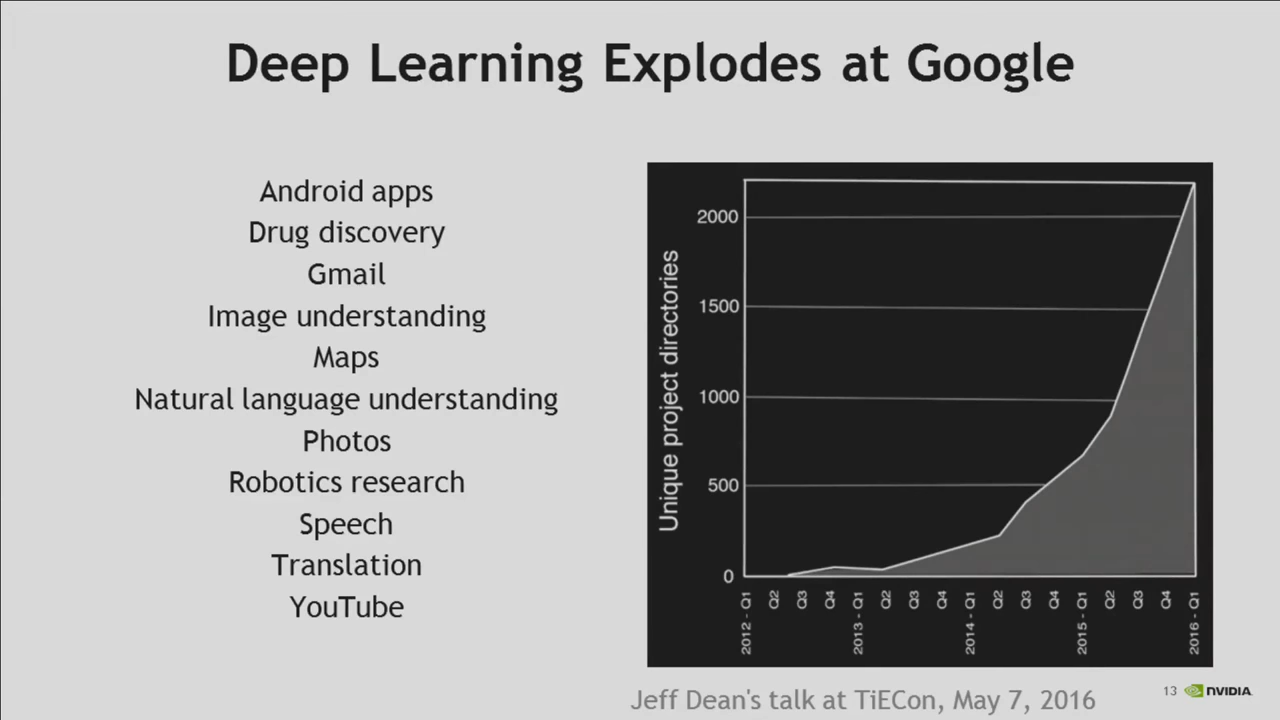 Deep Learning Explodes at Google
Android apps
Drug discovery
Gmail
Image understanding
Maps
Natural language understanding
Photos
Robotics research
Speech
Translation
YouTube
Unique project directories
2000
1500
1000
500
0
2012 - Q1
Q2
Q3
Q4
2013 - Q1
Q2
Q3
Q4
2014 - Q1
Q2
Q3
Q4
2015 - Q1
Q2
Q3
Q4
2016 - Q1
Jeff Dean's talk at TiECon, May 7, 2016
13 NVIDIA.